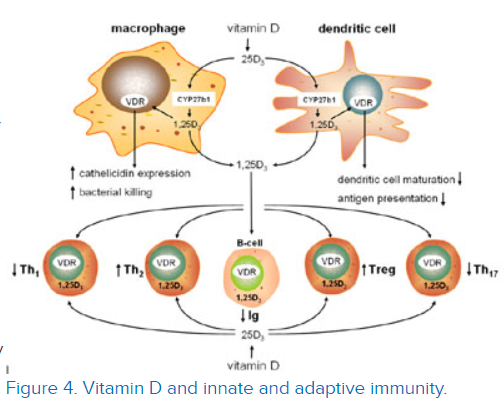 macrophage vitamin D dendritic cell
25D₃
VDR CYP27b1 CYP27b1 VDR
1,25D₃ 1,25D₃
↑ cathelicidin expression 1,25D₃ dendritic cell maturation ↓
↑ bacterial killing antigen presentation ↓
B-cell
↓Th₁ VDR ↑Th₂ VDR VDR VDR ↑Treg VDR ↓Th₁₇
1,25D₃ 1,25D₃ 1,25D₃ 1,25D₃ 1,25D₃
↓Ig
25D₃
vitamin D
Figure 4. Vitamin D and innate and adaptive immunity.